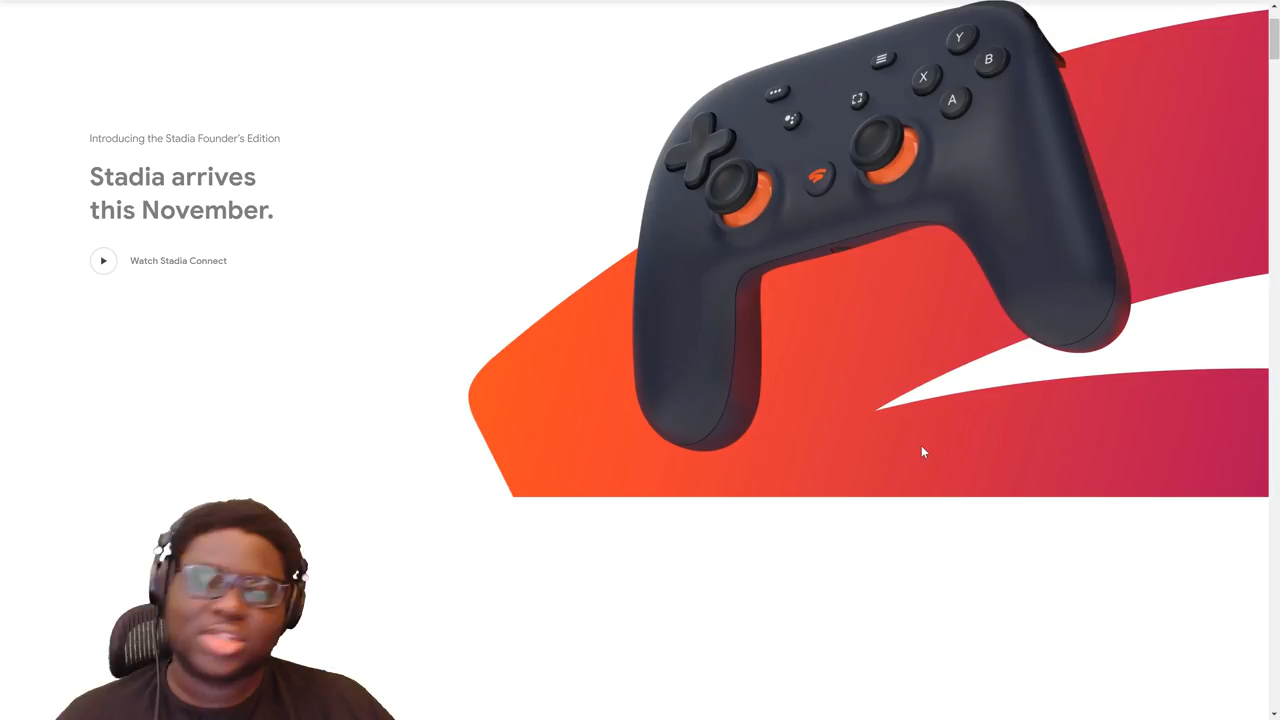 Introducing the Stadia Founder's Edition
Stadia arrives
this November.
Watch Stadia Connect
Y
B
X
A